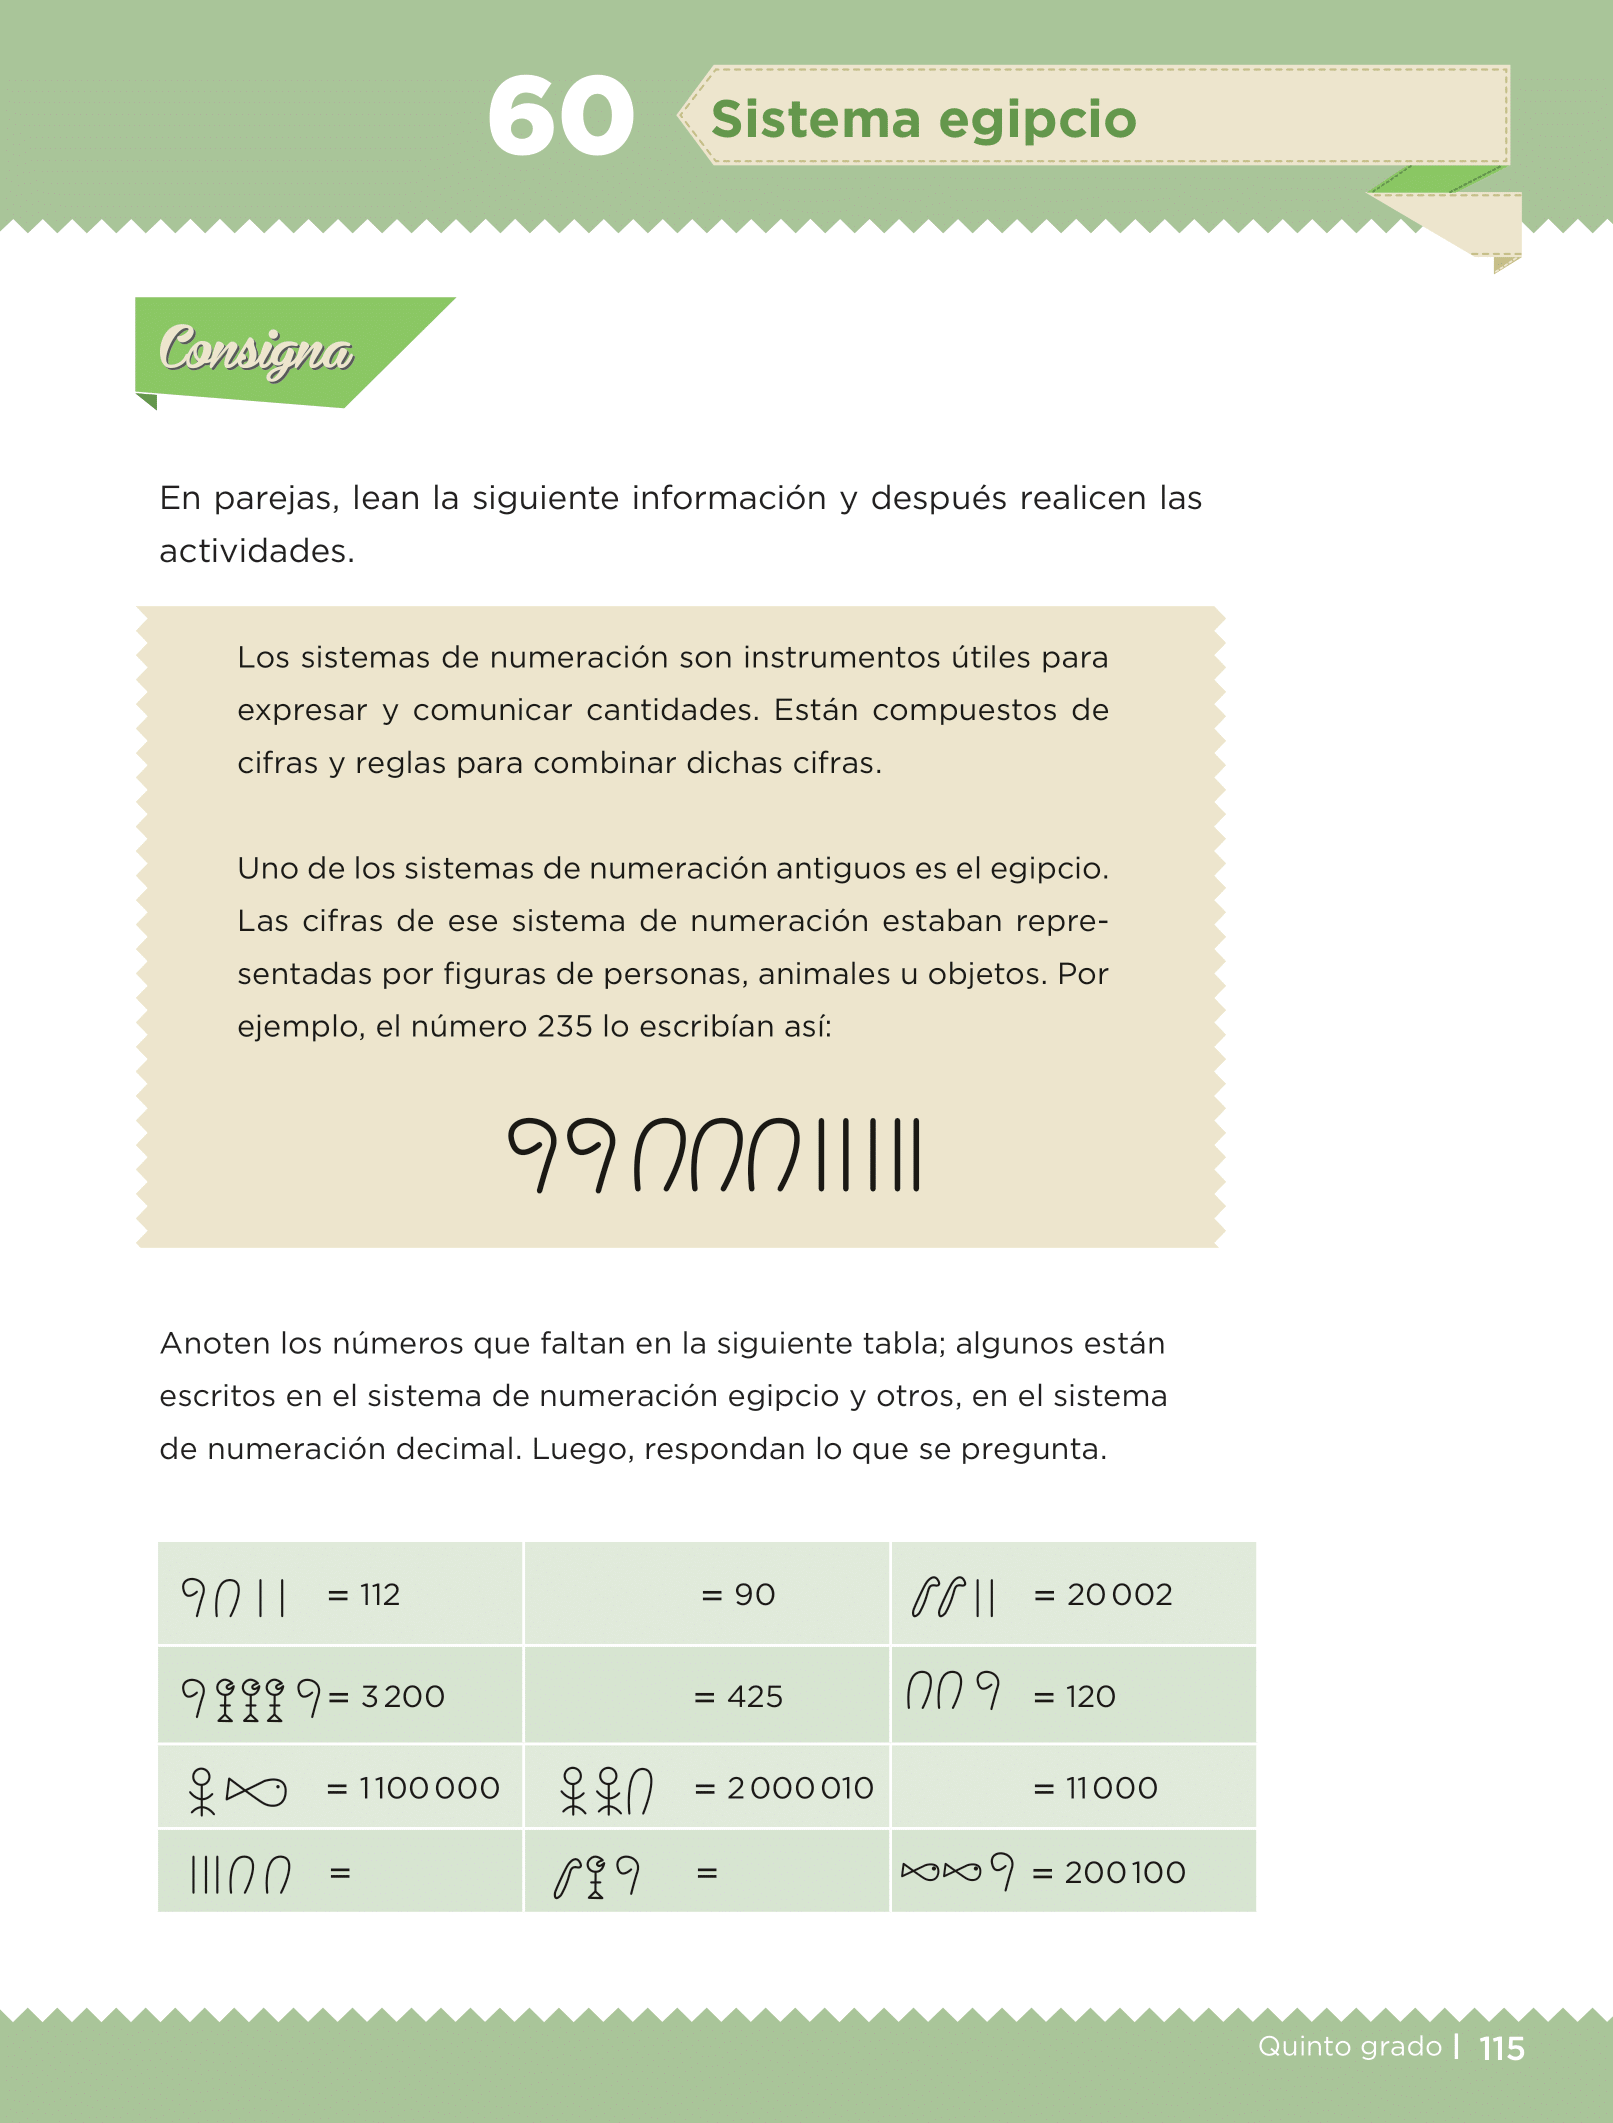 60 Sistema egipcio
Consigna
En parejas, lean la siguiente información y después realicen las
actividades.
Los sistemas de numeración son instrumentos útiles para
expresar y comunicar cantidades. Están compuestos de
cifras y reglas para combinar dichas cifras.
Uno de los sistemas de numeración antiguos es el egipcio.
Las cifras de ese sistema de numeración estaban repre-
sentadas por figuras de personas, animales u objetos. Por
ejemplo, el número 235 lo escribían así:
Anoten los números que faltan en la siguiente tabla; algunos están
escritos en el sistema de numeración egipcio y otros, en el sistema
de numeración decimal. Luego, respondan lo que se pregunta.
= 112 = 90 = 20 002
= 3 200 = 425 = 120
= 1 100 000 = 2 000 010 = 11 000
= = = 200 100
Quinto grado | 115